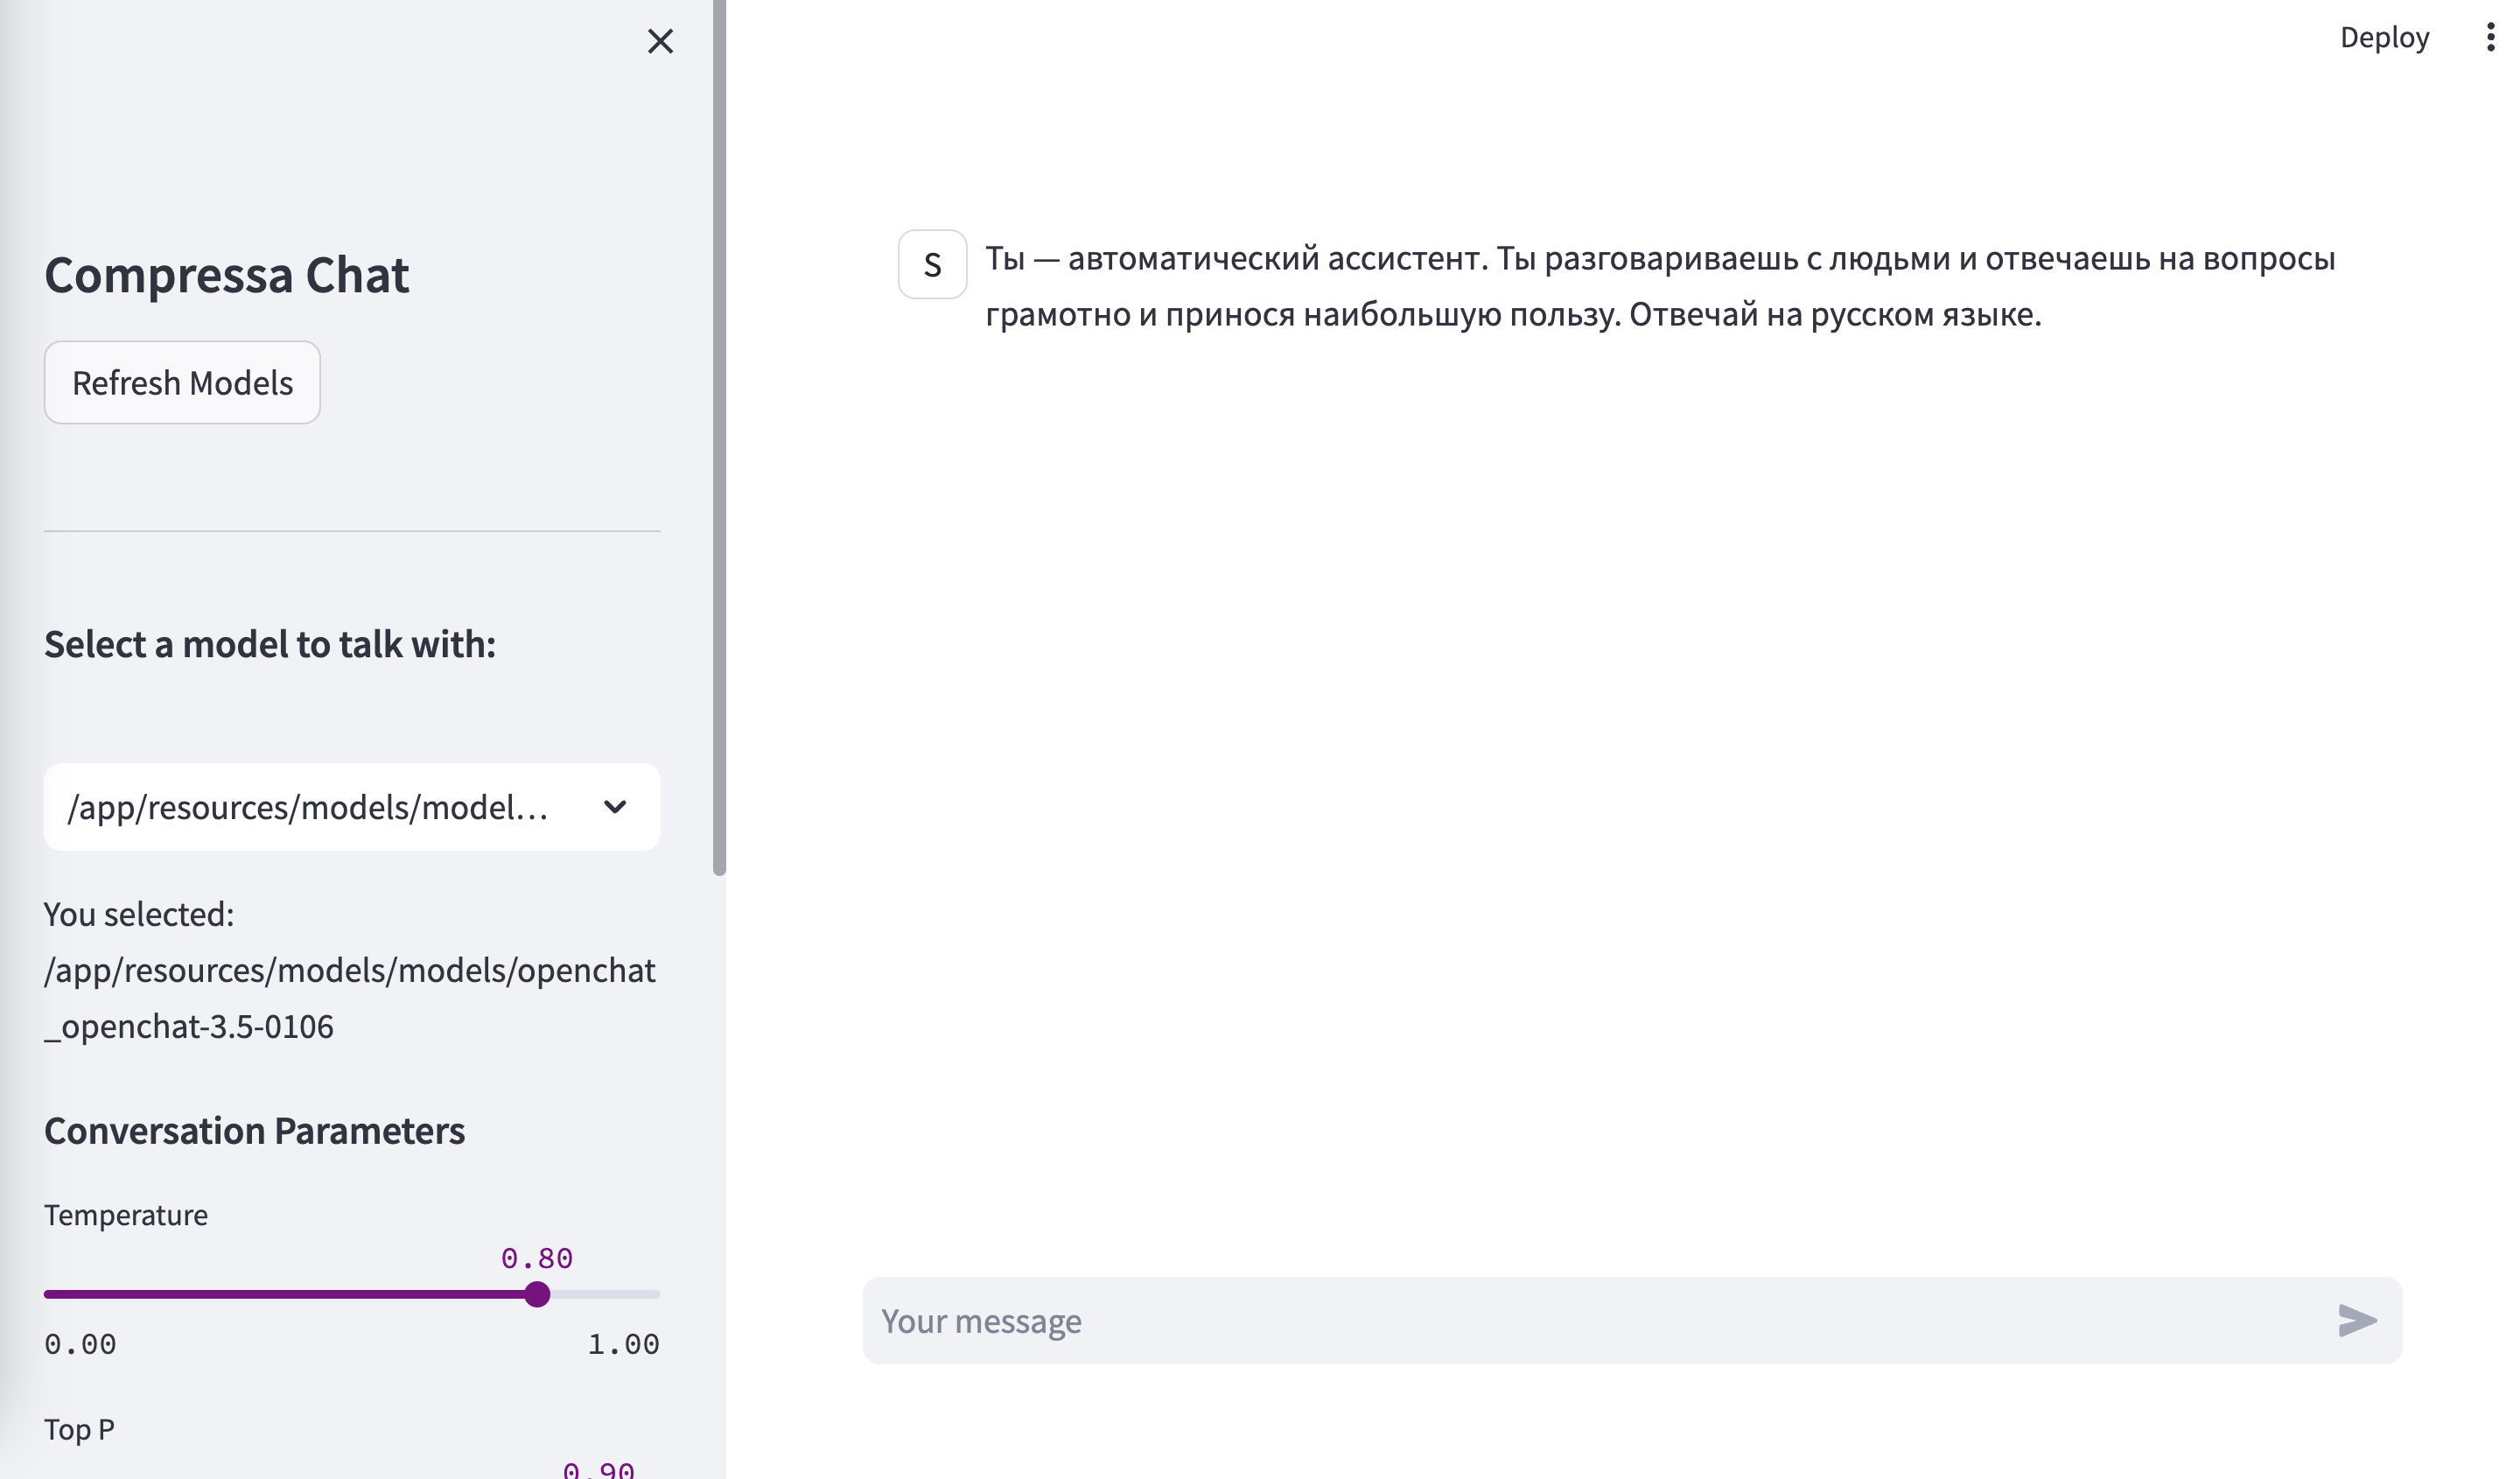 Compressa Chat
Refresh Models
Select a model to talk with:
/app/resources/models/model...
You selected:
/app/resources/models/models/openchat
_openchat-3.5-0106
Conversation Parameters
Temperature
0.80
0.00 1.00
Top P
0.90
Deploy
S
Ты — автоматический ассистент. Ты разговариваешь с людьми и отвечаешь на вопросы
грамотно и принося наибольшую пользу. Отвечай на русском языке.
Your message